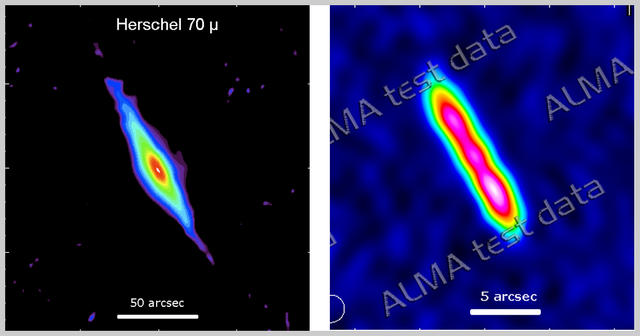 Herschel 70 µ
50 arcsec
ALMA test data
ALMA
ALMA test data
5 arcsec